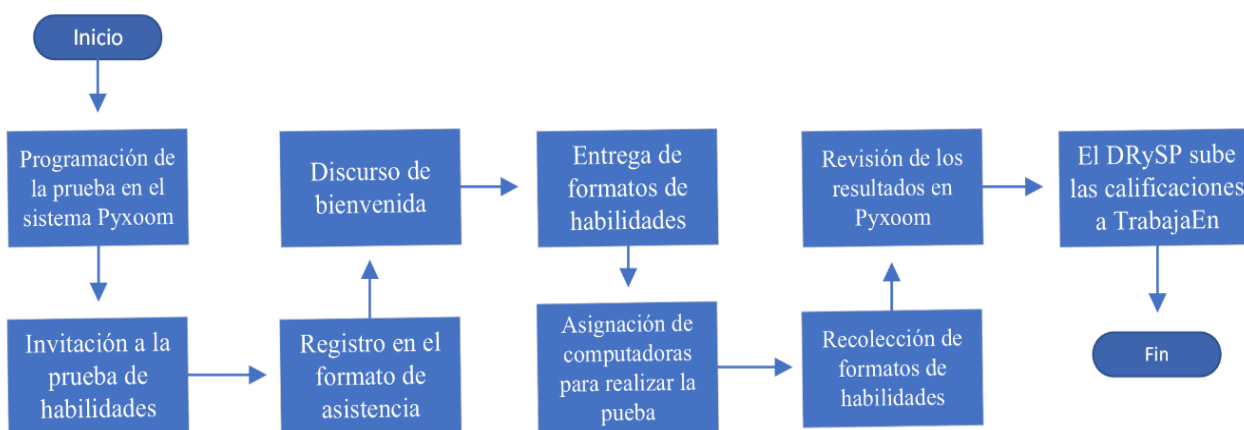 Inicio
Programación de
la prueba en el
sistema Pyxoom
Invitación a la
prueba de
habilidades
Registro en el
formato de
asistencia
Discurso de
bienvenida
Entrega de
formatos de
habilidades
Asignación de
computadoras
para realizar la
pueba
Recolección de
formatos de
habilidades
Revisión de los
resultados en
Pyxoom
El DRySP sube
las calificaciones
a TrabajaEn
Fin